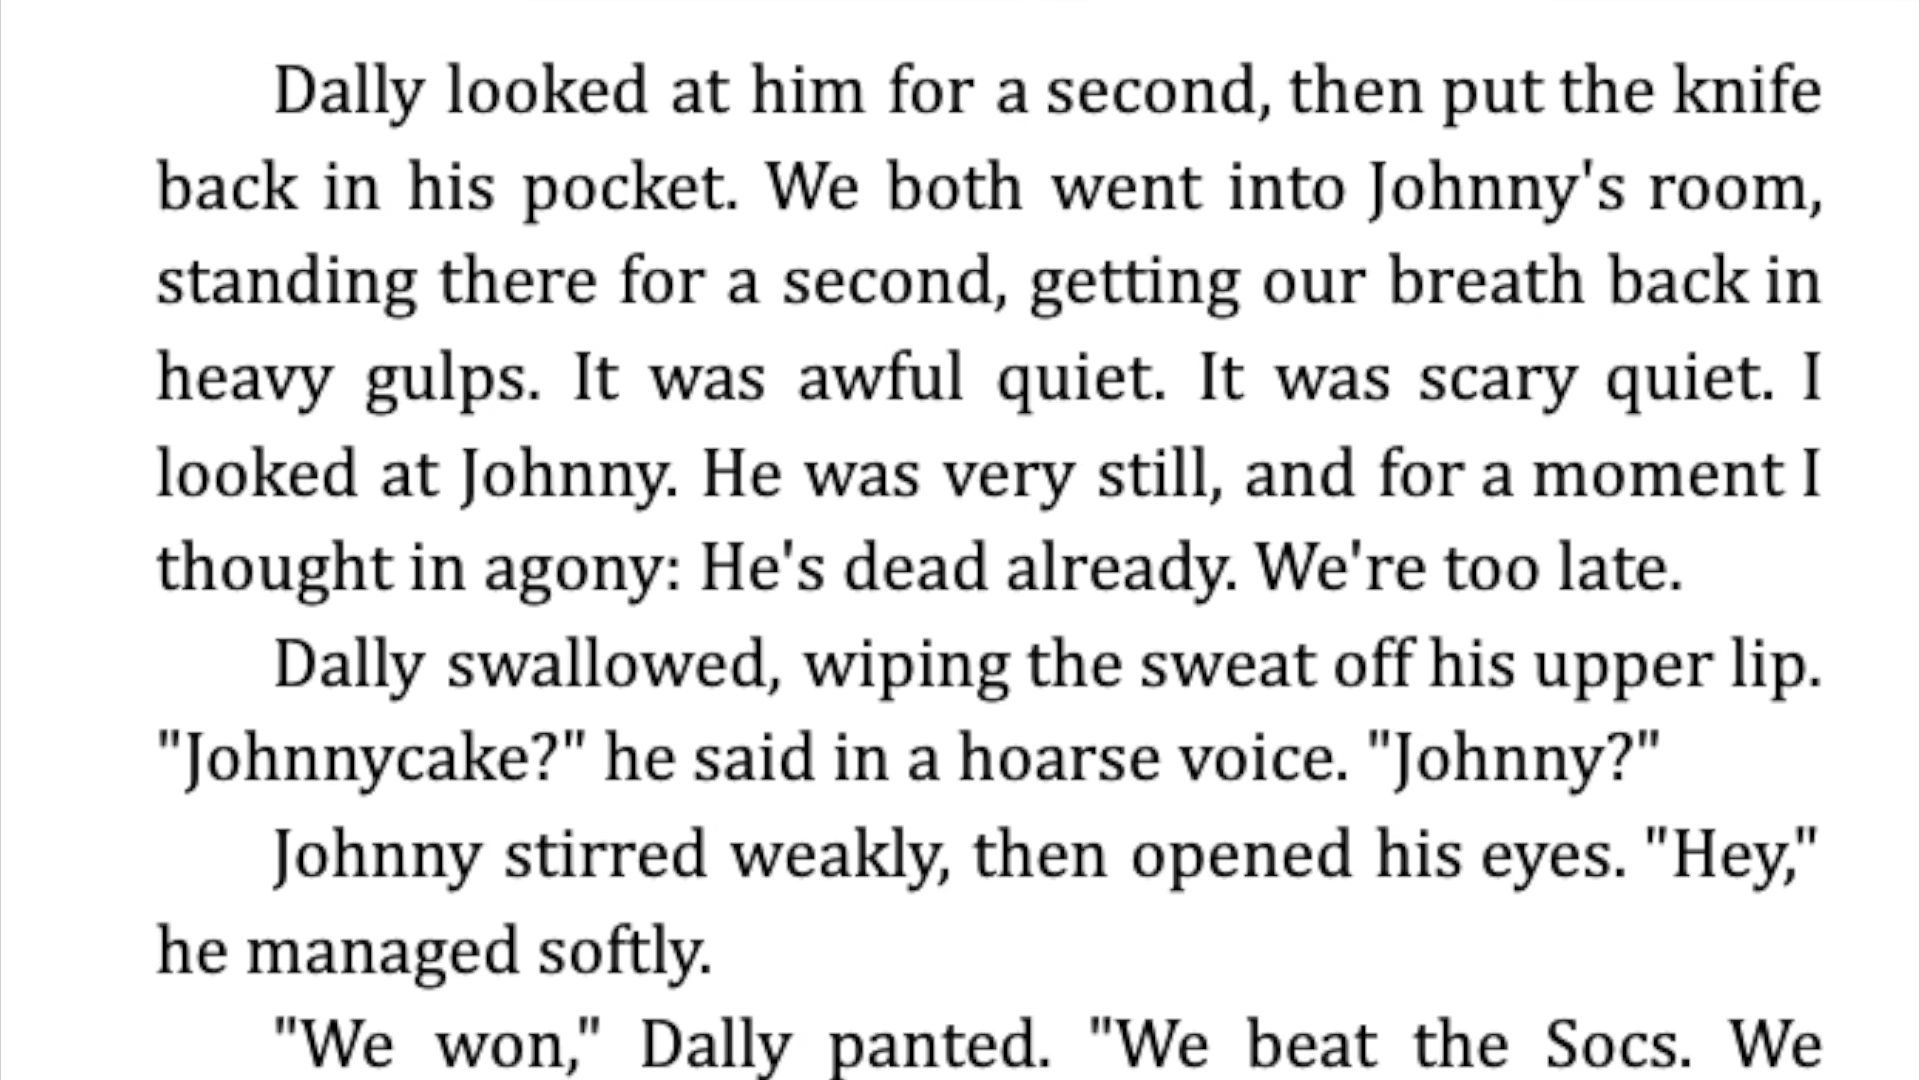 Dally looked at him for a second, then put the knife
back in his pocket. We both went into Johnny's room,
standing there for a second, getting our breath back in
heavy gulps. It was awful quiet. It was scary quiet. I
looked at Johnny. He was very still, and for a moment I
thought in agony: He's dead already. We're too late.
Dally swallowed, wiping the sweat off his upper lip.
"Johnnycake?" he said in a hoarse voice. "Johnny?"
Johnny stirred weakly, then opened his eyes. "Hey,"
he managed softly.
"We won," Dally panted. "We beat the Socs. We